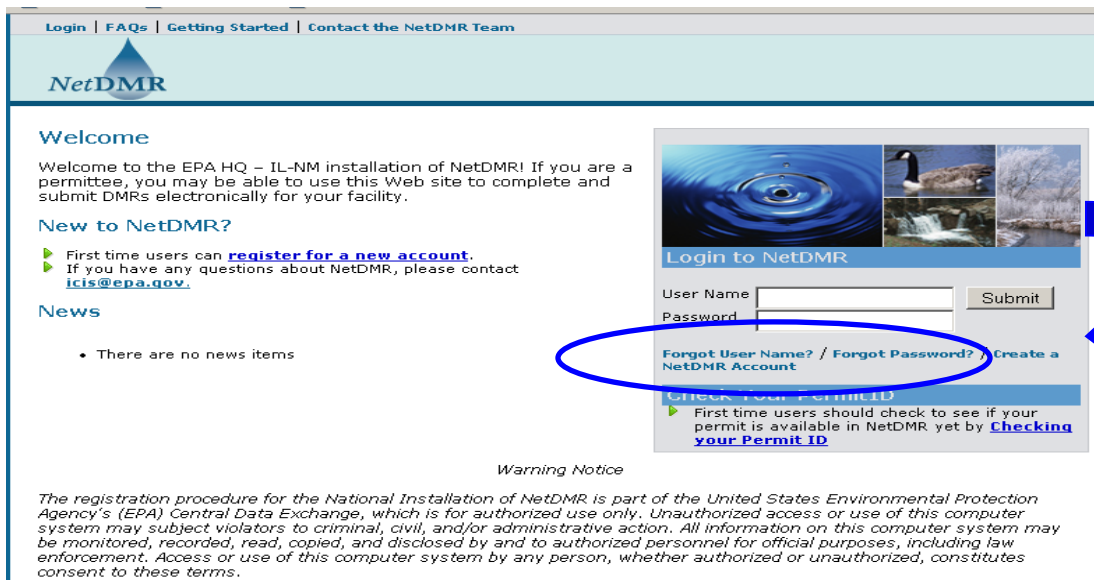 Login | FAQs | Getting Started | Contact the NetDMR Team
NetDMR
Welcome
Welcome to the EPA HQ – IL-NM installation of NetDMR! If you are a
permittee, you may be able to use this Web site to complete and
submit DMRs electronically for your facility.
New to NetDMR?
First time users can register for a new account.
If you have any questions about NetDMR, please contact
icis@epa.gov.
News
• There are no news items
Login to NetDMR
User Name
Submit
Password
Forgot User Name? / Forgot Password? / Create a
NetDMR Account
Check Your PermitID
First time users should check to see if your
permit is available in NetDMR yet by Checking
your Permit ID
Warning Notice
The registration procedure for the National Installation of NetDMR is part of the United States Environmental Protection
Agency's (EPA) Central Data Exchange, which is for authorized use only. Unauthorized access or use of this computer
system may subject violators to criminal, civil, and/or administrative action. All information on this computer system may
be monitored, recorded, read, copied, and disclosed by and to authorized personnel for official purposes, including law
enforcement. Access or use of this computer system by any person, whether authorized or unauthorized, constitutes
consent to these terms.